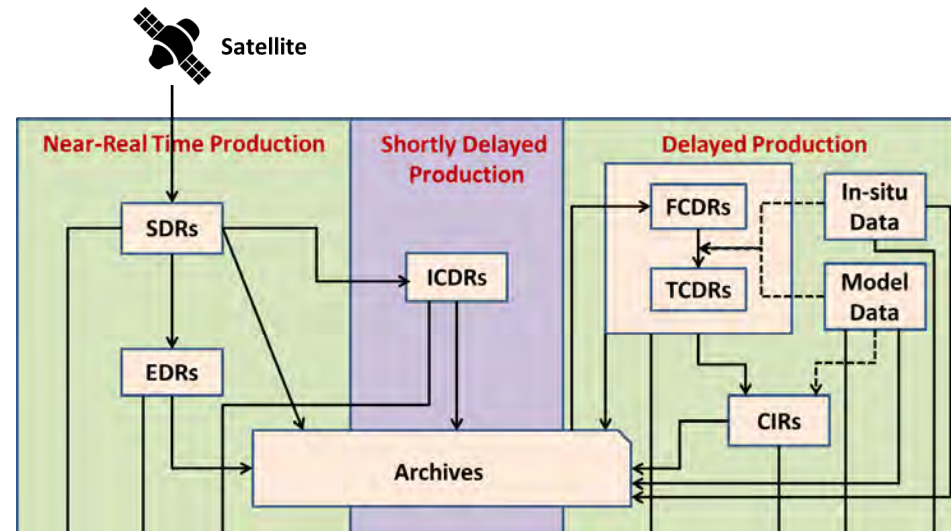 Satellite
Near-Real Time Production
Shortly Delayed
Production
Delayed Production
SDRs
ICDRs
EDRs
FCDRs
TCDRs
In-situ
Data
Model
Data
CIRs
Archives